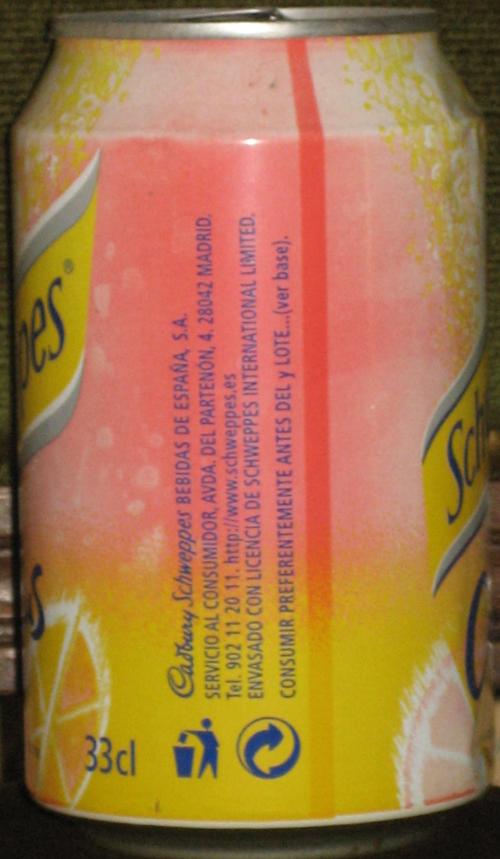 Cadbury Schweppes BEBIDAS DE ESPAÑA, S.A.
SERVICIO AL CONSUMIDOR, AVDA. DEL PARTENÓN, 4. 28042 MADRID.
Tel. 902 11 20 11. http://www.schweppes.es
ENVASADO CON LICENCIA DE SCHWEPPES INTERNATIONAL LIMITED.
CONSUMIR PREFERENTEMENTE ANTES DEL y LOTE...(ver base).
33cl